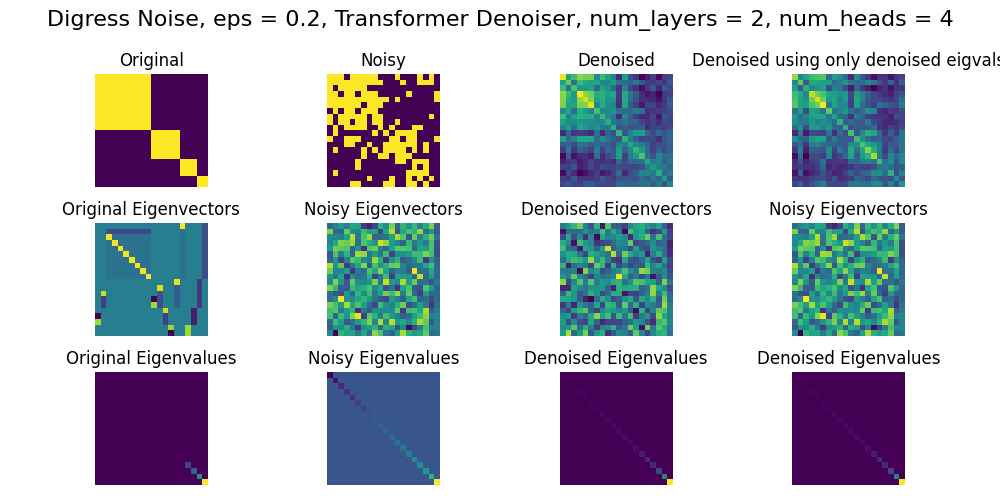 Digress Noise, eps = 0.2, Transformer Denoiser, num_layers = 2, num_heads = 4
Original
Noisy
Denoised
Denoised using only denoised eigvals
Original Eigenvectors
Noisy Eigenvectors
Denoised Eigenvectors
Noisy Eigenvectors
Original Eigenvalues
Noisy Eigenvalues
Denoised Eigenvalues
Denoised Eigenvalues